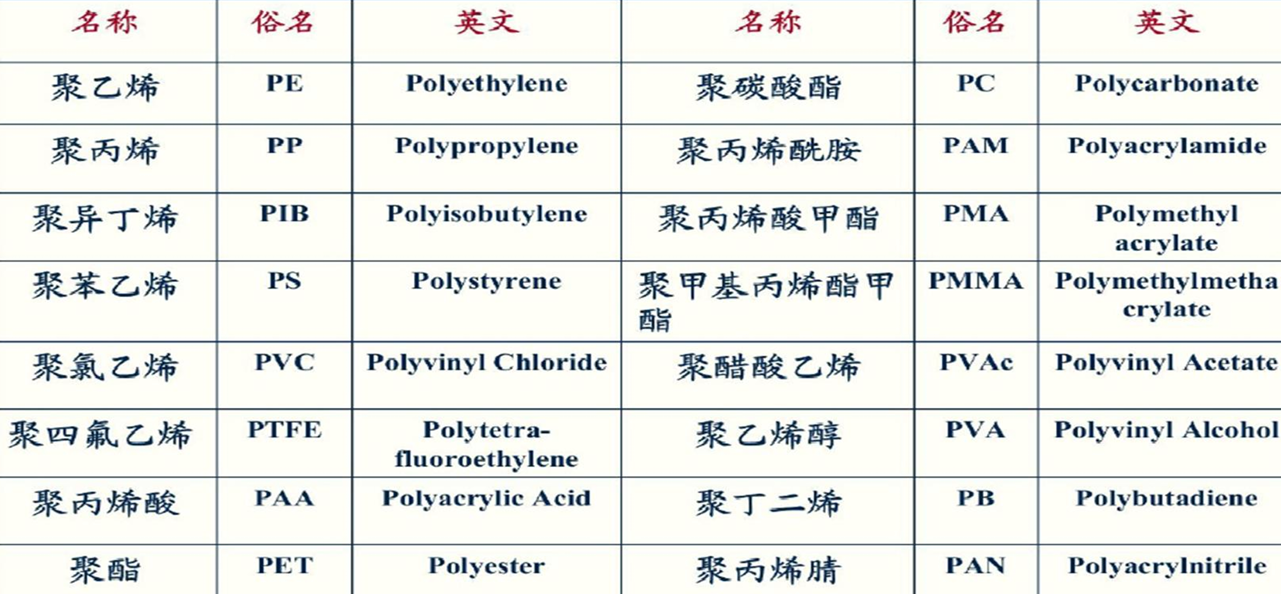 名称 俗名 英文 名称 俗名 英文
聚乙烯 PE Polyethylene 聚碳酸酯 PC Polycarbonate
聚丙烯 PP Polypropylene 聚丙烯酰胺 PAM Polyacrylamide
聚异丁烯 PIB Polyisobutylene 聚丙烯酸甲酯 PMA Polymethyl
acrylate
聚苯乙烯 PS Polystyrene 聚甲基丙烯酯甲 PMMA Polymethylmetha
酯 crylate
聚氯乙烯 PVC Polyvinyl Chloride 聚醋酸乙烯 PVAc Polyvinyl Acetate
聚四氟乙烯 PTFE Polytetra- 聚乙烯醇 PVA Polyvinyl Alcohol
fluoroethylene
聚丙烯酸 PAA Polyacrylic Acid 聚丁二烯 PB Polybutadiene
聚酯 PET Polyester 聚丙烯腈 PAN Polyacrylnitrile